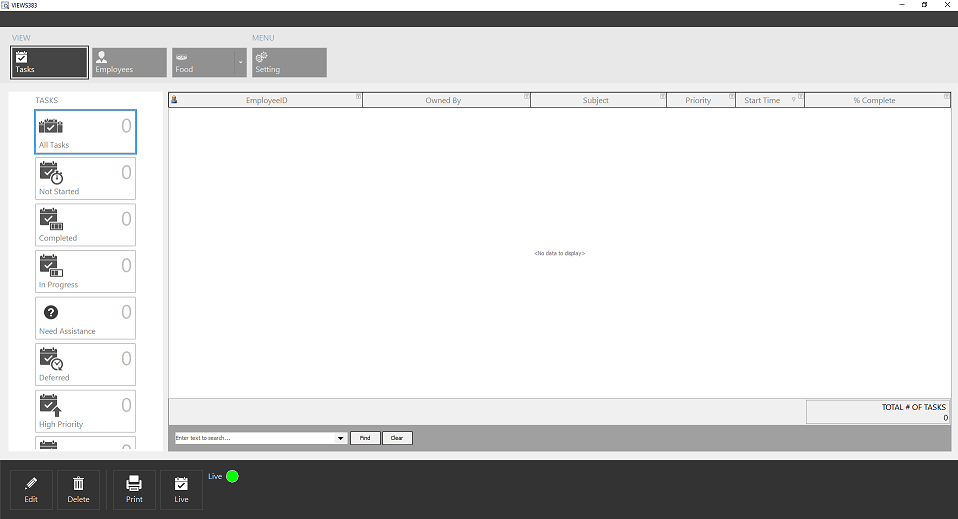 VIEWS383
VIEW
MENU
Tasks
Employees
Food
Setting
TASKS
0
All Tasks
0
Not Started
0
Completed
0
In Progress
0
Need Assistance
0
Deferred
0
High Priority
EmployeeID
Owned By
Subject
Priority
Start Time
% Complete
<No data to display>
TOTAL # OF TASKS
0
Enter text to search...
Find
Clear
Edit
Delete
Print
Live
Live